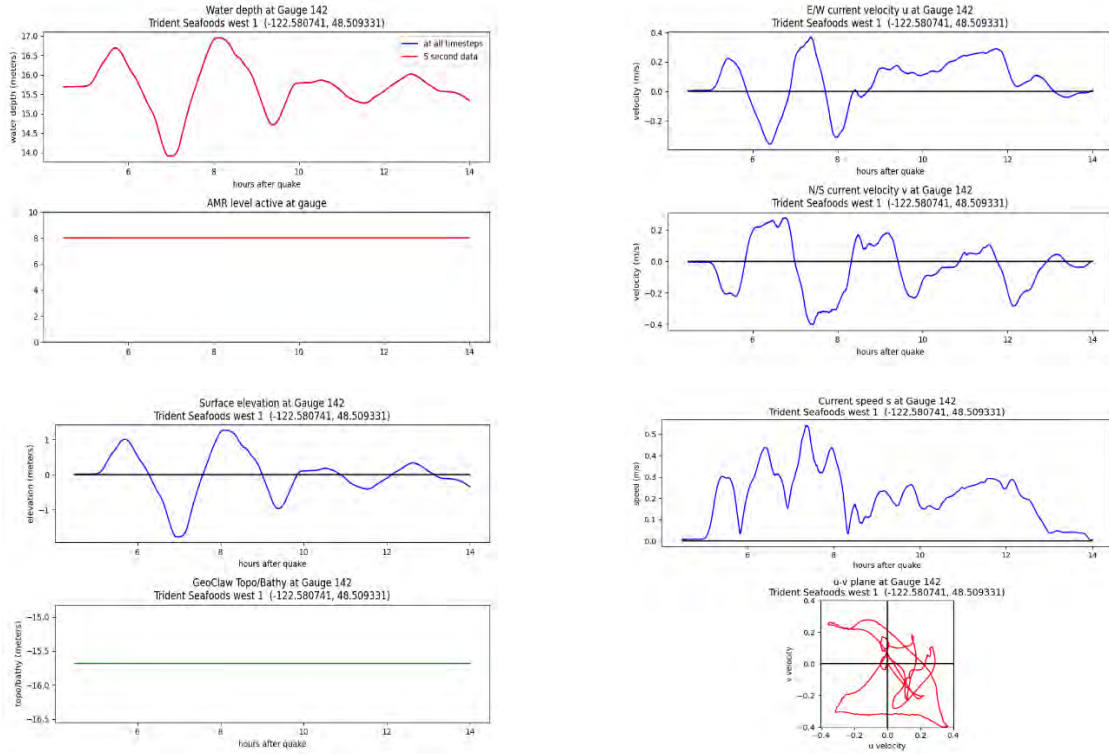 Water depth at Gauge 142
Trident Seafoods west 1 (-122.580741, 48.509331)
17.0
16.5
16.0
15.5
15.0
14.5
14.0
water depth (meters)
at all timesteps
5 second data
6 8 10 12 14
hours after quake
AMR level active at gauge
10
8
6
4
2
0
6 8 10 12 14
Surface elevation at Gauge 142
Trident Seafoods west 1 (-122.580741, 48.509331)
1
0
−1
elevation (meters)
6 8 10 12 14
hours after quake
GeoClaw Topo/Bathy at Gauge 142
Trident Seafoods west 1 (-122.580741, 48.509331)
−15.0
−15.5
−16.0
−16.5
topo/bathy (meters)
6 8 10 12 14
hours after quake
E/W current velocity u at Gauge 142
Trident Seafoods west 1 (-122.580741, 48.509331)
0.4
0.2
0.0
−0.2
velocity (m/s)
6 8 10 12 14
hours after quake
N/S current velocity v at Gauge 142
Trident Seafoods west 1 (-122.580741, 48.509331)
0.2
0.0
−0.2
−0.4
velocity (m/s)
6 8 10 12 14
hours after quake
Current speed s at Gauge 142
Trident Seafoods west 1 (-122.580741, 48.509331)
0.5
0.4
0.3
0.2
0.1
0.0
speed (m/s)
6 8 10 12 14
hours after quake
u-v plane at Gauge 142
Trident Seafoods west 1 (-122.580741, 48.509331)
0.4
0.2
0.0
−0.2
−0.4
v velocity
−0.4 −0.2 0.0 0.2 0.4
u velocity